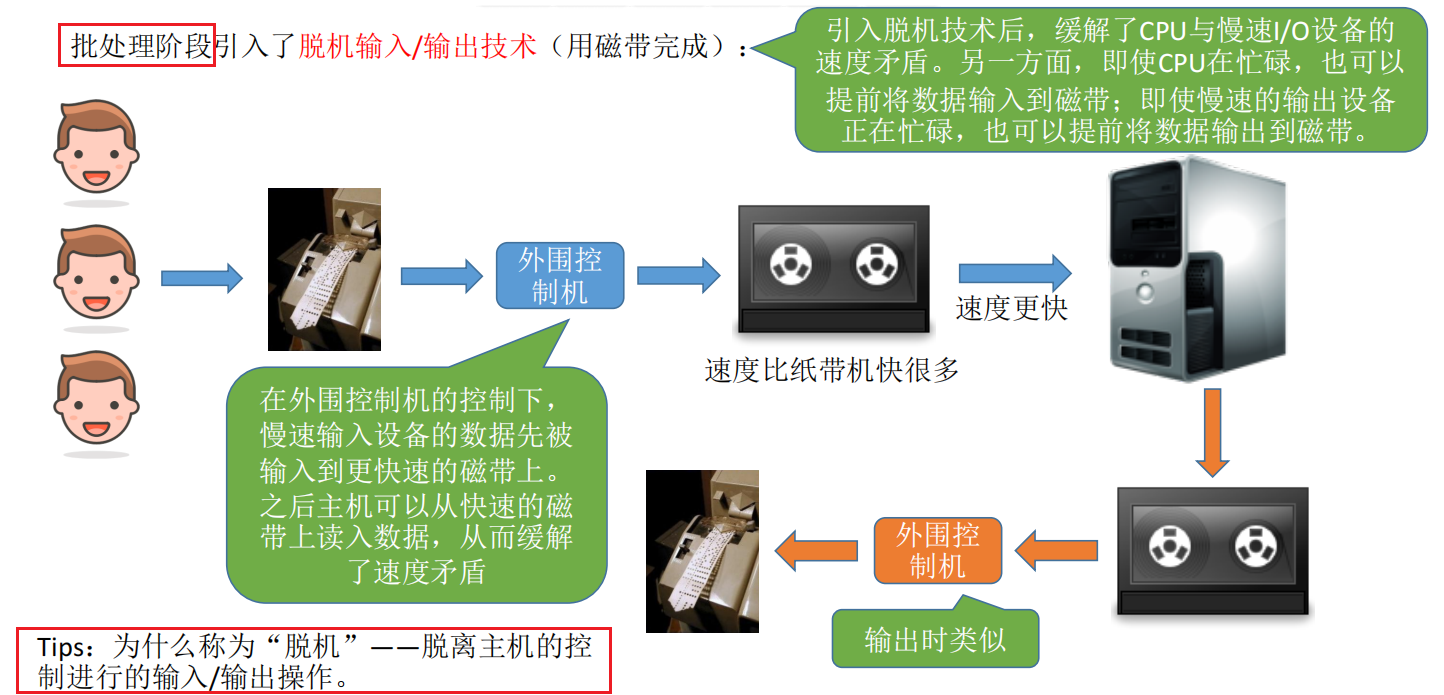 批处理阶段引入了脱机输入/输出技术（用磁带完成）：
引入脱机技术后，缓解了CPU与慢速I/O设备的
速度矛盾。另一方面，即使CPU在忙碌，也可以
提前将数据输入到磁带；即使慢速的输出设备
正在忙碌，也可以提前将数据输出到磁带。
外围控
制机
速度更快
速度比纸带机快很多
在外围控制机的控制下，
慢速输入设备的数据先被
输入到更快速的磁带上。
之后主机可以从快速的磁
带上读入数据，从而缓解
了速度矛盾
外围控
制机
输出时类似
Tips：为什么称为“脱机”——脱离主机的控
制进行的输入/输出操作。